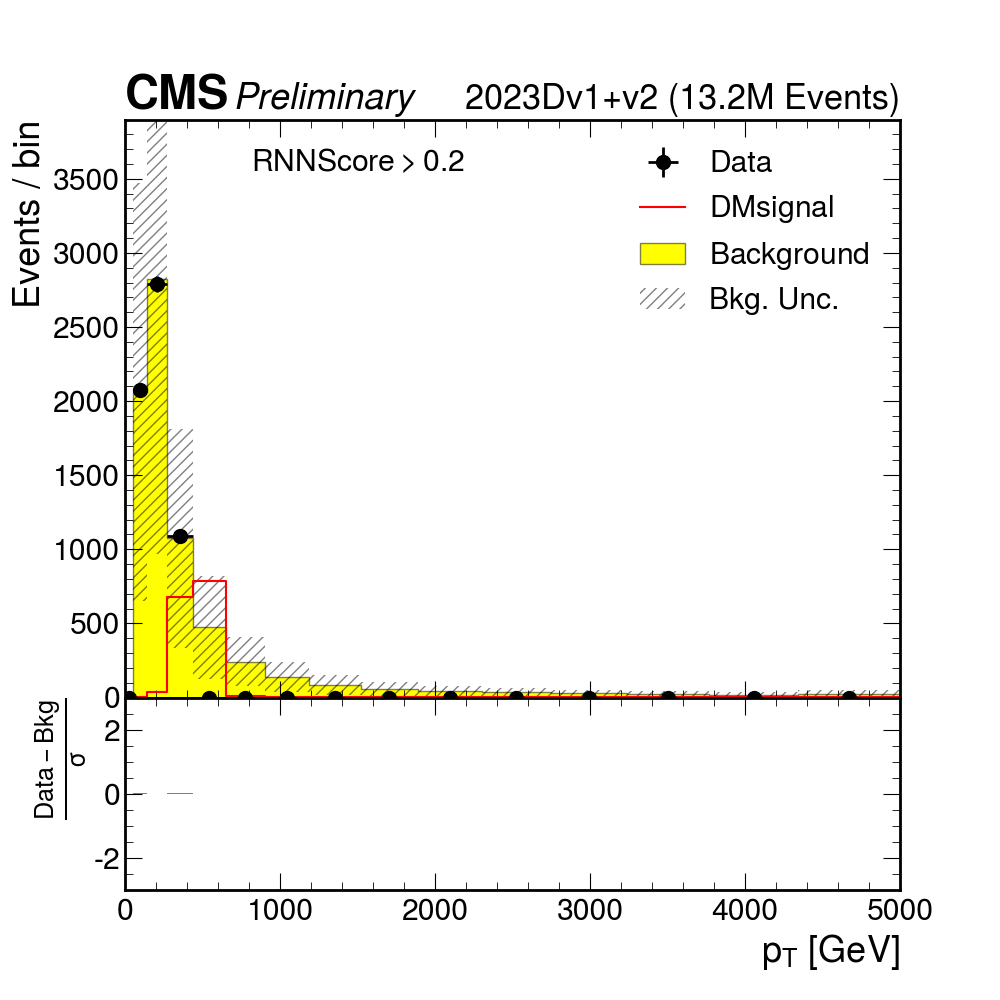 CMS Preliminary 2023Dv1+v2 (13.2M Events)
Events / bin
RNNScore > 0.2
Data
DMsignal
Background
Bkg. Unc.
3500
3000
2500
2000
1500
1000
500
0
Data – Bkg
σ
2
0
-2
0 1000 2000 3000 4000 5000
pT [GeV]